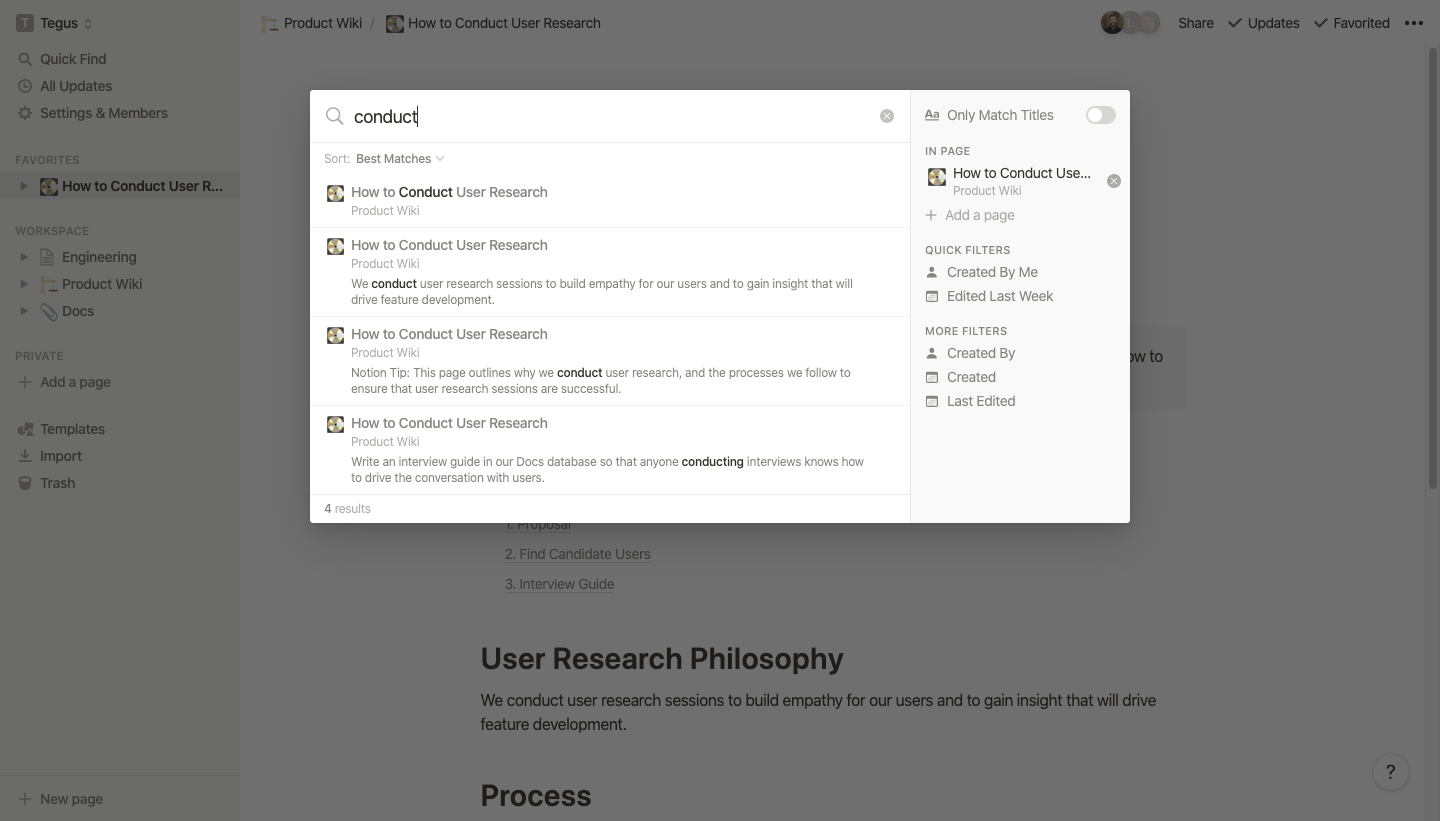 T Tegus
Quick Find
All Updates
Settings & Members
FAVORITES
How to Conduct User R...
WORKSPACE
Engineering
Product Wiki
Docs
PRIVATE
Add a page
Templates
Import
Trash
New page
Product Wiki / How to Conduct User Research
Share Updates Favorited
conduct
Sort: Best Matches
How to Conduct User Research
Product Wiki
How to Conduct User Research
Product Wiki
We conduct user research sessions to build empathy for our users and to gain insight that will
drive feature development.
How to Conduct User Research
Product Wiki
Notion Tip: This page outlines why we conduct user research, and the processes we follow to
ensure that user research sessions are successful.
How to Conduct User Research
Product Wiki
Write an interview guide in our Docs database so that anyone conducting interviews knows how
to drive the conversation with users.
4 results
Aa Only Match Titles
IN PAGE
How to Conduct Use...
Product Wiki
Add a page
QUICK FILTERS
Created By Me
Edited Last Week
MORE FILTERS
Created By
Created
Last Edited
ow to
1. Proposal
2. Find Candidate Users
3. Interview Guide
User Research Philosophy
We conduct user research sessions to build empathy for our users and to gain insight that will drive
feature development.
Process
?